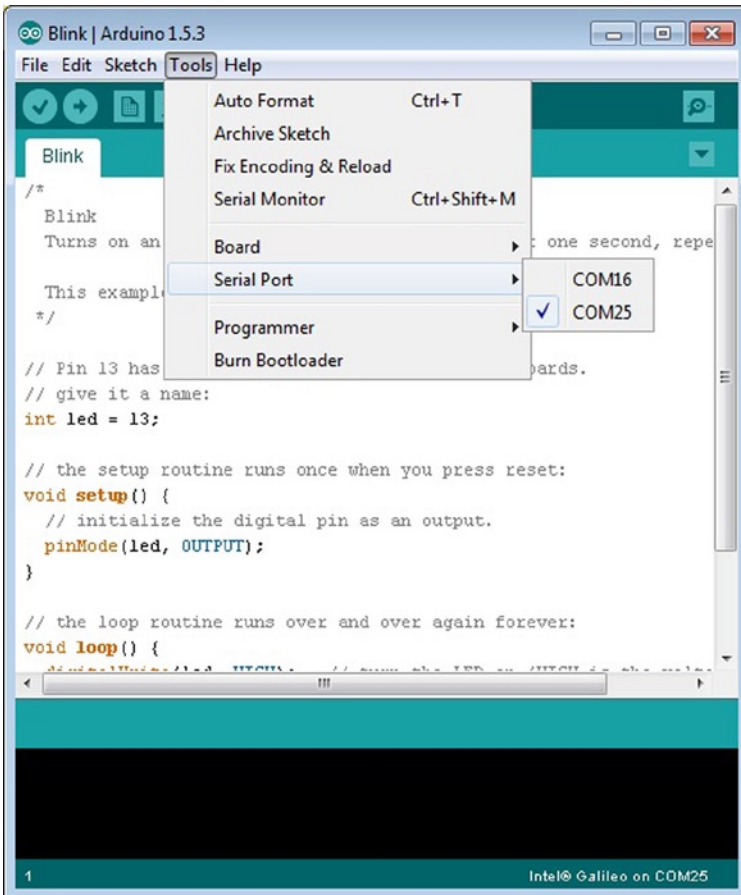 Blink | Arduino 1.5.3
File Edit Sketch Tools Help
Auto Format Ctrl+T
Archive Sketch
Fix Encoding & Reload
Serial Monitor Ctrl+Shift+M
Board
Serial Port
COM16
COM25
Programmer
Burn Bootloader
Blink
/*
Blink
Turns on an one second, repe
This exampl
*/
// Pin 13 has
// give it a name:
int led = 13;
// the setup routine runs once when you press reset:
void setup() {
// initialize the digital pin as an output.
pinMode(led, OUTPUT);
}
// the loop routine runs over and over again forever:
void loop() {
1 Intel® Galileo on COM25